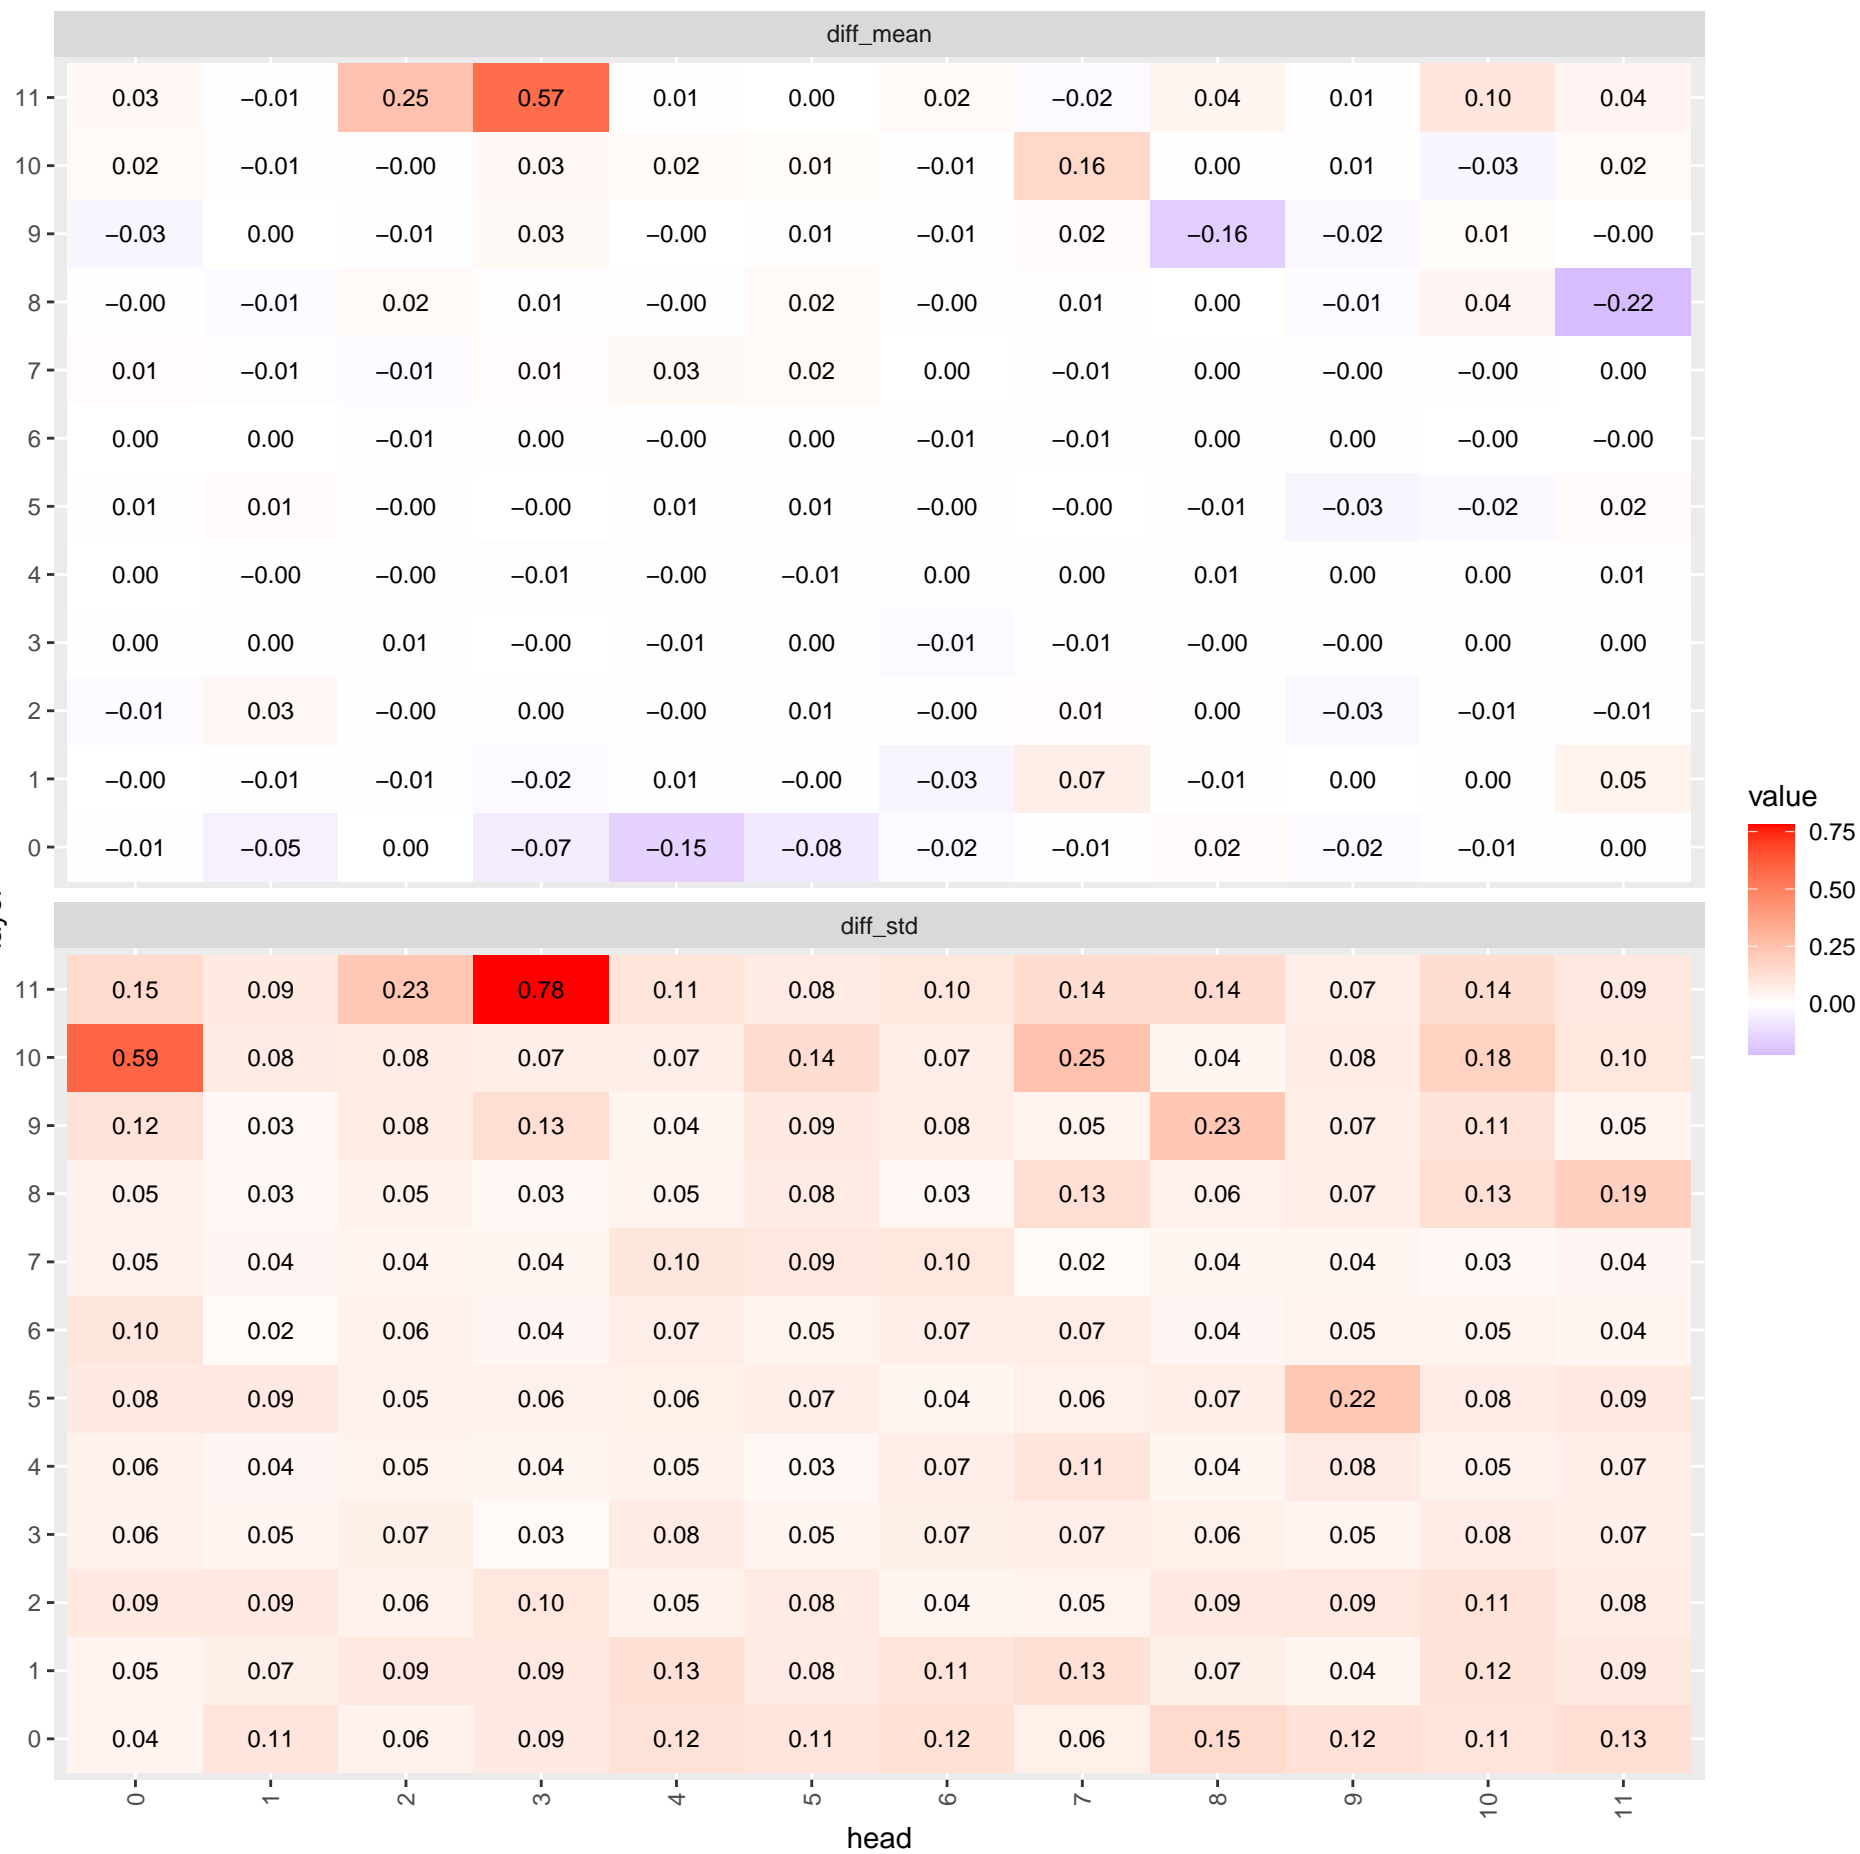 diff_mean
11 0.03 −0.01 0.25 0.57 0.01 0.00 0.02 −0.02 0.04 0.01 0.10 0.04
10 0.02 −0.01 −0.00 0.03 0.02 0.01 −0.01 0.16 0.00 0.01 −0.03 0.02
9 −0.03 0.00 −0.01 0.03 −0.00 0.01 −0.01 0.02 −0.16 −0.02 0.01 −0.00
8 −0.00 −0.01 0.02 0.01 −0.00 0.02 −0.00 0.01 0.00 −0.01 0.04 −0.22
7 0.01 −0.01 −0.01 0.01 0.03 0.02 0.00 −0.01 0.00 −0.00 −0.00 0.00
6 0.00 0.00 −0.01 0.00 −0.00 0.00 −0.01 −0.01 0.00 0.00 −0.00 −0.00
5 0.01 0.01 −0.00 −0.00 0.01 0.01 −0.00 −0.00 −0.01 −0.03 −0.02 0.02
4 0.00 −0.00 −0.00 −0.01 −0.00 −0.01 0.00 0.00 0.01 0.00 0.00 0.01
3 0.00 0.00 0.01 −0.00 −0.01 0.00 −0.01 −0.01 −0.00 −0.00 0.00 0.00
2 −0.01 0.03 −0.00 0.00 −0.00 0.01 −0.00 0.01 0.00 −0.03 −0.01 −0.01
1 −0.00 −0.01 −0.01 −0.02 0.01 −0.00 −0.03 0.07 −0.01 0.00 0.00 0.05
0 −0.01 −0.05 0.00 −0.07 −0.15 −0.08 −0.02 −0.01 0.02 −0.02 −0.01 0.00
diff_std
11 0.15 0.09 0.23 0.78 0.11 0.08 0.10 0.14 0.14 0.07 0.14 0.09
10 0.59 0.08 0.08 0.07 0.07 0.14 0.07 0.25 0.04 0.08 0.18 0.10
9 0.12 0.03 0.08 0.13 0.04 0.09 0.08 0.05 0.23 0.07 0.11 0.05
8 0.05 0.03 0.05 0.03 0.05 0.08 0.03 0.13 0.06 0.07 0.13 0.19
7 0.05 0.04 0.04 0.04 0.10 0.09 0.10 0.02 0.04 0.04 0.03 0.04
6 0.10 0.02 0.06 0.04 0.07 0.05 0.07 0.07 0.04 0.05 0.05 0.04
5 0.08 0.09 0.05 0.06 0.06 0.07 0.04 0.06 0.07 0.22 0.08 0.09
4 0.06 0.04 0.05 0.04 0.05 0.03 0.07 0.11 0.04 0.08 0.05 0.07
3 0.06 0.05 0.07 0.03 0.08 0.05 0.07 0.07 0.06 0.05 0.08 0.07
2 0.09 0.09 0.06 0.10 0.05 0.08 0.04 0.05 0.09 0.09 0.11 0.08
1 0.05 0.07 0.09 0.09 0.13 0.08 0.11 0.13 0.07 0.04 0.12 0.09
0 0.04 0.11 0.06 0.09 0.12 0.11 0.12 0.06 0.15 0.12 0.11 0.13
0 1 2 3 4 5 6 7 8 9 10 11
head
value
0.75
0.50
0.25
0.00